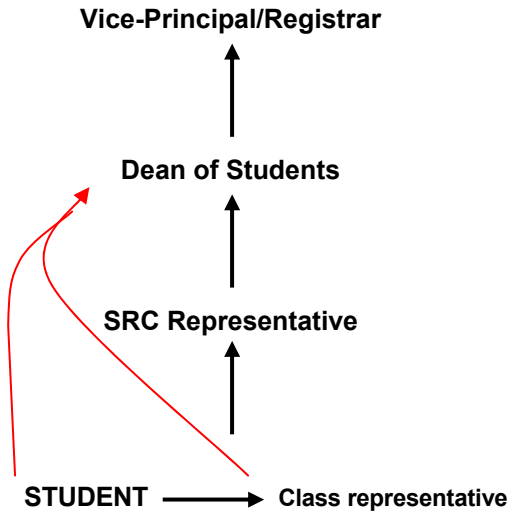 Vice-Principal/Registrar
Dean of Students
SRC Representative
STUDENT Class representative